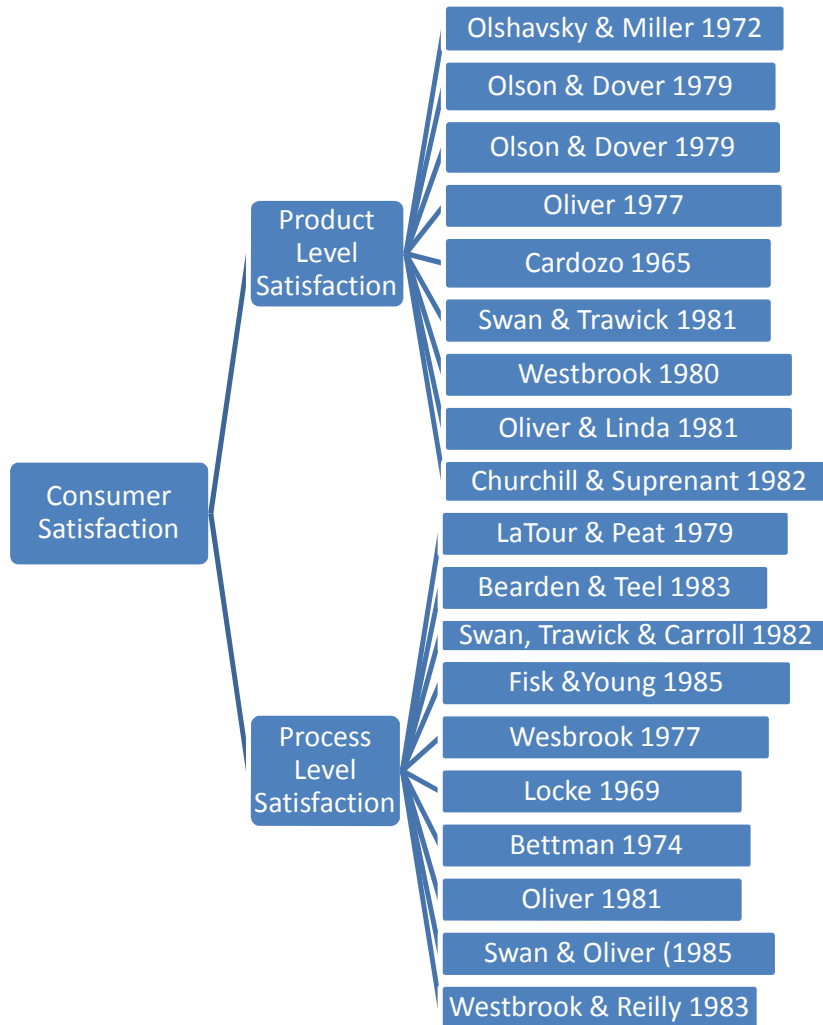 Consumer
Satisfaction
Product
Level
Satisfaction
Olshavsky & Miller 1972
Olson & Dover 1979
Olson & Dover 1979
Oliver 1977
Cardozo 1965
Swan & Trawick 1981
Westbrook 1980
Oliver & Linda 1981
Churchill & Suprenant 1982
Process
Level
Satisfaction
LaTour & Peat 1979
Bearden & Teel 1983
Swan, Trawick & Carroll 1982
Fisk &Young 1985
Wesbrook 1977
Locke 1969
Bettman 1974
Oliver 1981
Swan & Oliver (1985
Westbrook & Reilly 1983